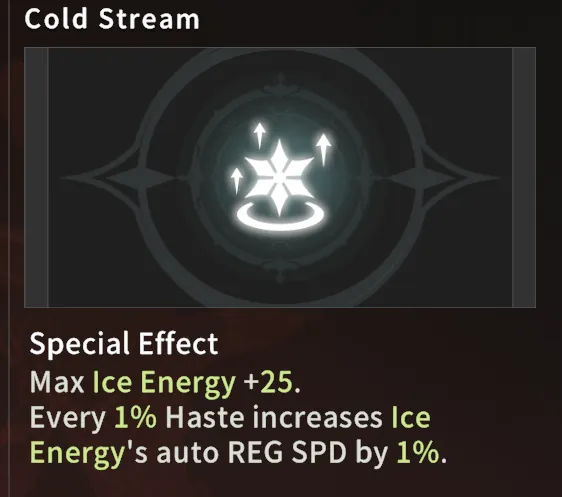 Cold Stream
Special Effect
Max Ice Energy +25.
Every 1% Haste increases Ice
Energy's auto REG SPD by 1%.